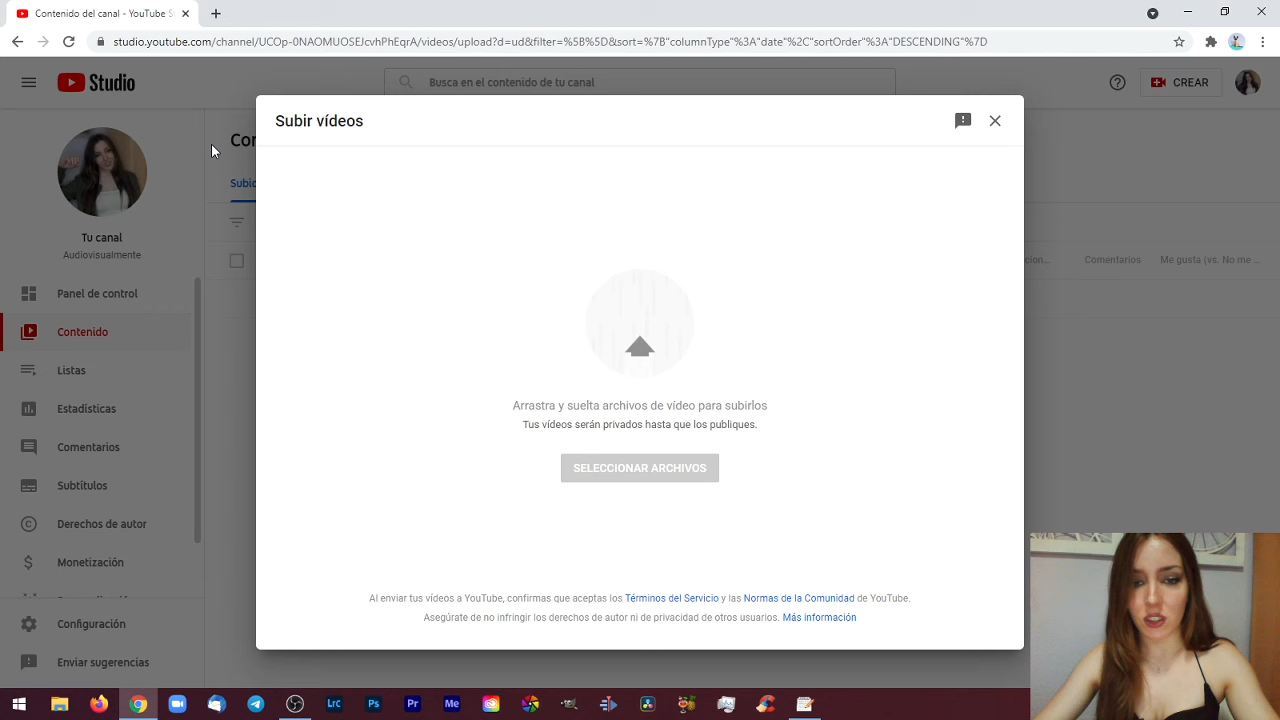 Contenido del canal - YouTube S
studio.youtube.com/channel/UCOp-0NAOMUOSEJcvhPhEqrA/videos/upload?d=ud&filter=%5B%5D&sort=%7B"columnType"%3A"date"%2C"sortOrder"%3A"DESCENDING"%7D
Studio
Busca en el contenido de tu canal
CREAR
Subir vídeos
Tu canal
Audiovisualmente
Panel de control
Contenido
Listas
Estadísticas
Comentarios
Subtítulos
Derechos de autor
Monetización
Configuración
Enviar sugerencias
Comentarios
Me gusta (vs. No me ...
Arrastra y suelta archivos de vídeo para subirlos
Tus vídeos serán privados hasta que los publiques.
SELECCIONAR ARCHIVOS
Al enviar tus vídeos a YouTube, confirmas que aceptas los Términos del Servicio y las Normas de la Comunidad de YouTube.
Asegúrate de no infringir los derechos de autor ni de privacidad de otros usuarios. Más información
Lrc Ps Pr Me